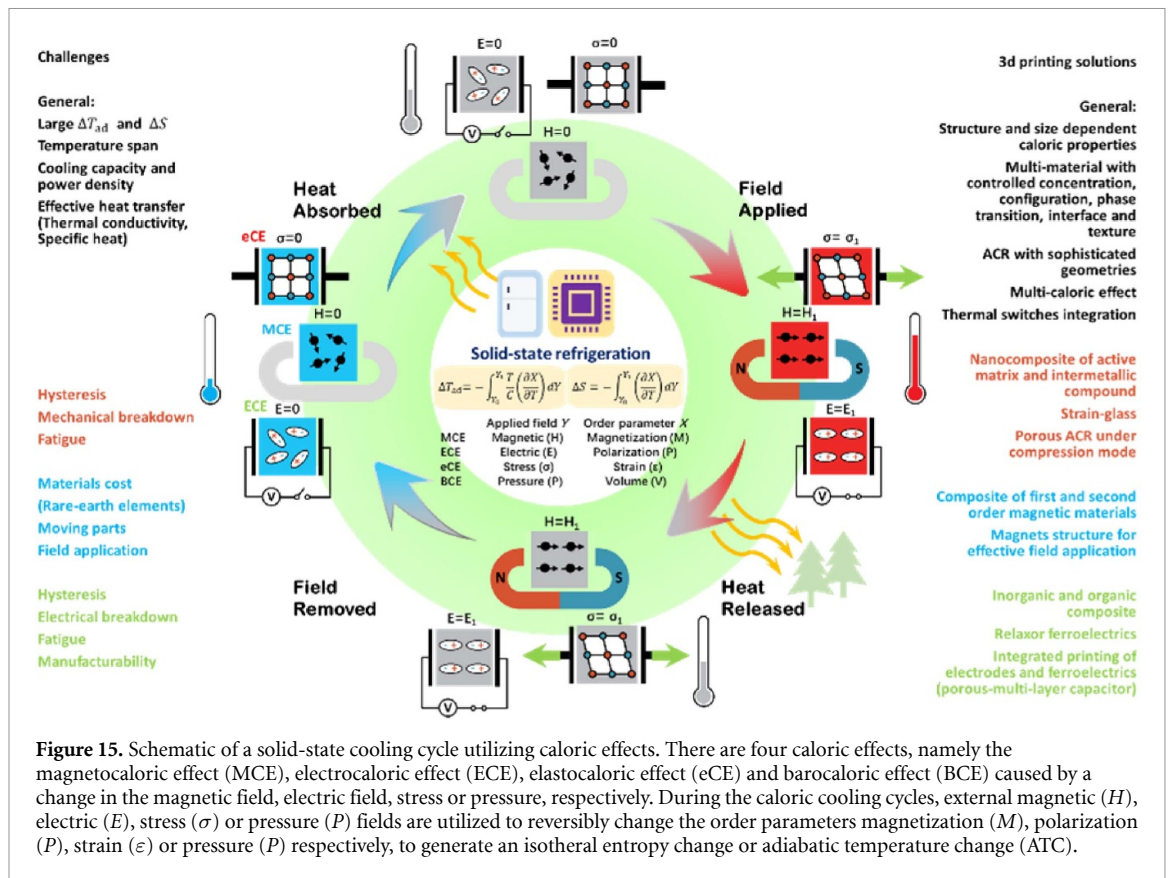 Challenges
General:
Large ΔT_ad and ΔS
Temperature span
Cooling capacity and
power density
Effective heat transfer
(Thermal conductivity,
Specific heat)
Hysteresis
Mechanical breakdown
Fatigue
Materials cost
(Rare-earth elements)
Moving parts
Field application
Hysteresis
Electrical breakdown
Fatigue
Manufacturability
E=0
σ=0
V
H=0
Heat
Absorbed
Field
Applied
eCE
σ=0
H=0
MCE
ECE
E=0
V
σ= σ₁
H=H₁
N
S
E=E₁
V
Solid-state refrigeration
ΔT_ad = − ∫_{Y₀}^{Y₁} T/C (∂X/∂T) dY
ΔS = − ∫_{Y₀}^{Y₁} (∂X/∂T) dY
Applied field Y Order parameter X
MCE Magnetic (H) Magnetization (M)
ECE Electric (E) Polarization (P)
eCE Stress (σ) Strain (ε)
BCE Pressure (P) Volume (V)
H=H₁
N
S
Field
Removed
Heat
Released
E=E₁
V
σ= σ₁
3d printing solutions
General:
Structure and size dependent
caloric properties
Multi-material with
controlled concentration,
configuration, phase
transition, interface and
texture
ACR with sophisticated
geometries
Multi-caloric effect
Thermal switches integration
Nanocomposite of active
matrix and intermetallic
compound
Strain-glass
Porous ACR under
compression mode
Composite of first and second
order magnetic materials
Magnets structure for
effective field application
Inorganic and organic
composite
Relaxor ferroelectrics
Integrated printing of
electrodes and ferroelectrics
(porous-multi-layer capacitor)
Figure 15. Schematic of a solid-state cooling cycle utilizing caloric effects. There are four caloric effects, namely the
magnetocaloric effect (MCE), electrocaloric effect (ECE), elastocaloric effect (eCE) and barocaloric effect (BCE) caused by a
change in the magnetic field, electric field, stress or pressure, respectively. During the caloric cooling cycles, external magnetic (H),
electric (E), stress (σ) or pressure (P) fields are utilized to reversibly change the order parameters magnetization (M), polarization
(P), strain (ε) or pressure (P) respectively, to generate an isotheral entropy change or adiabatic temperature change (ATC).